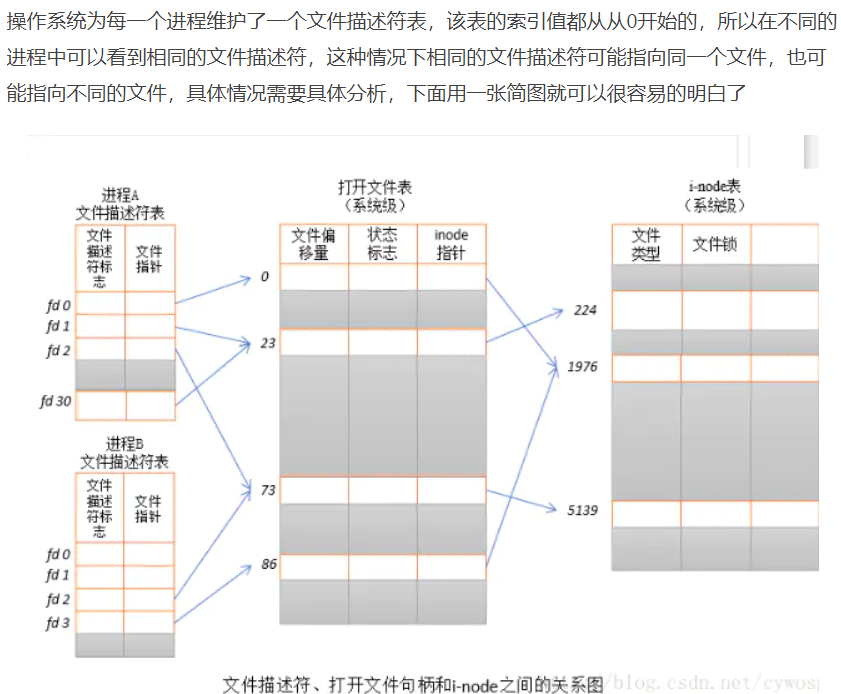 操作系统为每一个进程维护了一个文件描述符表，该表的索引值都从从0开始的，所以在不同的
进程中可以看到相同的文件描述符，这种情况下相同的文件描述符可能指向同一个文件，也可
能指向不同的文件，具体情况需要具体分析，下面用一张简图就可以很容易的明白了
进程A
文件描述符表
文件
描述
符标
志
文件
指针
fd 0
fd 1
fd 2
fd 30
进程B
文件描述符表
文件
描述
符标
志
文件
指针
fd 0
fd 1
fd 2
fd 3
打开文件表
（系统级）
文件偏
移量
状态
标志
inode
指针
0
23
73
86
i-node表
（系统级）
文件
类型
文件锁
224
1976
5139
文件描述符、打开文件句柄和i-node之间的关系图
/blog.csdn.net/cywosp